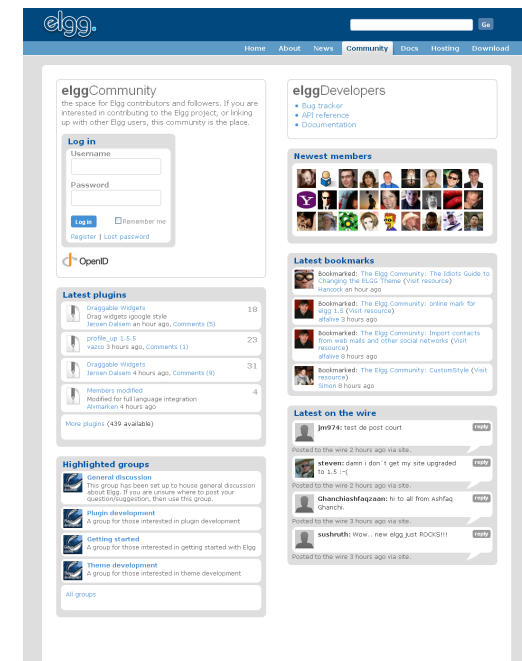 elgg.
Go
Home About News Community Docs Hosting Download
elggCommunity
the space for Elgg contributors and followers. If you are
interested in contributing to the Elgg project, or linking
up with other Elgg users, this community is the place.
Log in
Username
Password
Log in Remember me
Register | Lost password
OpenID
Latest plugins
Draggable Widgets 18
Drag widgets igoogle style
Jeroen Dalsem an hour ago, Comments (5)
profile_up 1.5.5 23
vazco 3 hours ago, Comments (1)
Draggable Widgets 31
Jeroen Dalsem 4 hours ago, Comments (9)
Members modified 4
Modified for full language integration
Alvmarken 4 hours ago
More plugins (439 available)
Highlighted groups
General discussion
This group has been set up to house general discussion
about Elgg. If you are unsure where to post your
question/suggestion, then use this group.
Plugin development
A group for those interested in plugin development
Getting started
A group for those interested in getting started with Elgg
Theme development
A group for those interested in theme development
All groups
elggDevelopers
• Bug tracker
• API reference
• Documentation
Newest members
Latest bookmarks
Bookmarked: The Elgg Community: The Idiots Guide to
Changing the ELGG Theme (Visit resource)
Hancock an hour ago
Bookmarked: The Elgg Community: online mark for
elgg 1.5 (Visit resource)
alfalive 3 hours ago
Bookmarked: The Elgg Community: Import contacts
from web mails and other social networks (Visit
resource)
alfalive 8 hours ago
Bookmarked: The Elgg Community: CustomStyle (Visit
resource)
Simon 8 hours ago
Latest on the wire
jm974: test de post court reply
Posted to the wire 2 hours ago via site.
steven: damn i don´t get my site upgraded reply
to 1.5 :-(
Posted to the wire 2 hours ago via site.
Ghanchiashfaqzaan: hi to all from Ashfaq reply
Ghanchi.
Posted to the wire 3 hours ago via site.
sushruth: Wow.. new elgg just ROCKS!!! reply
Posted to the wire 3 hours ago via site.